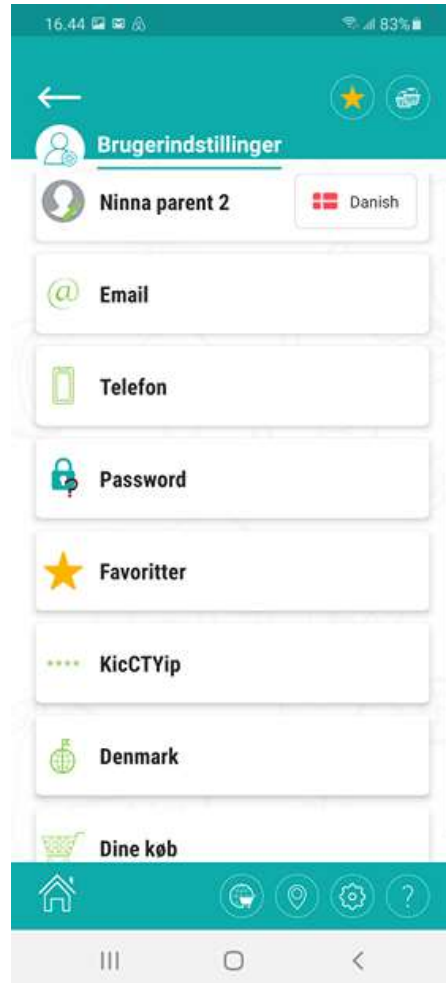 16.44 83%
Brugerindstillinger
Ninna parent 2 Danish
Email
Telefon
Password
Favoritter
KicCTYip
Denmark
Dine køb